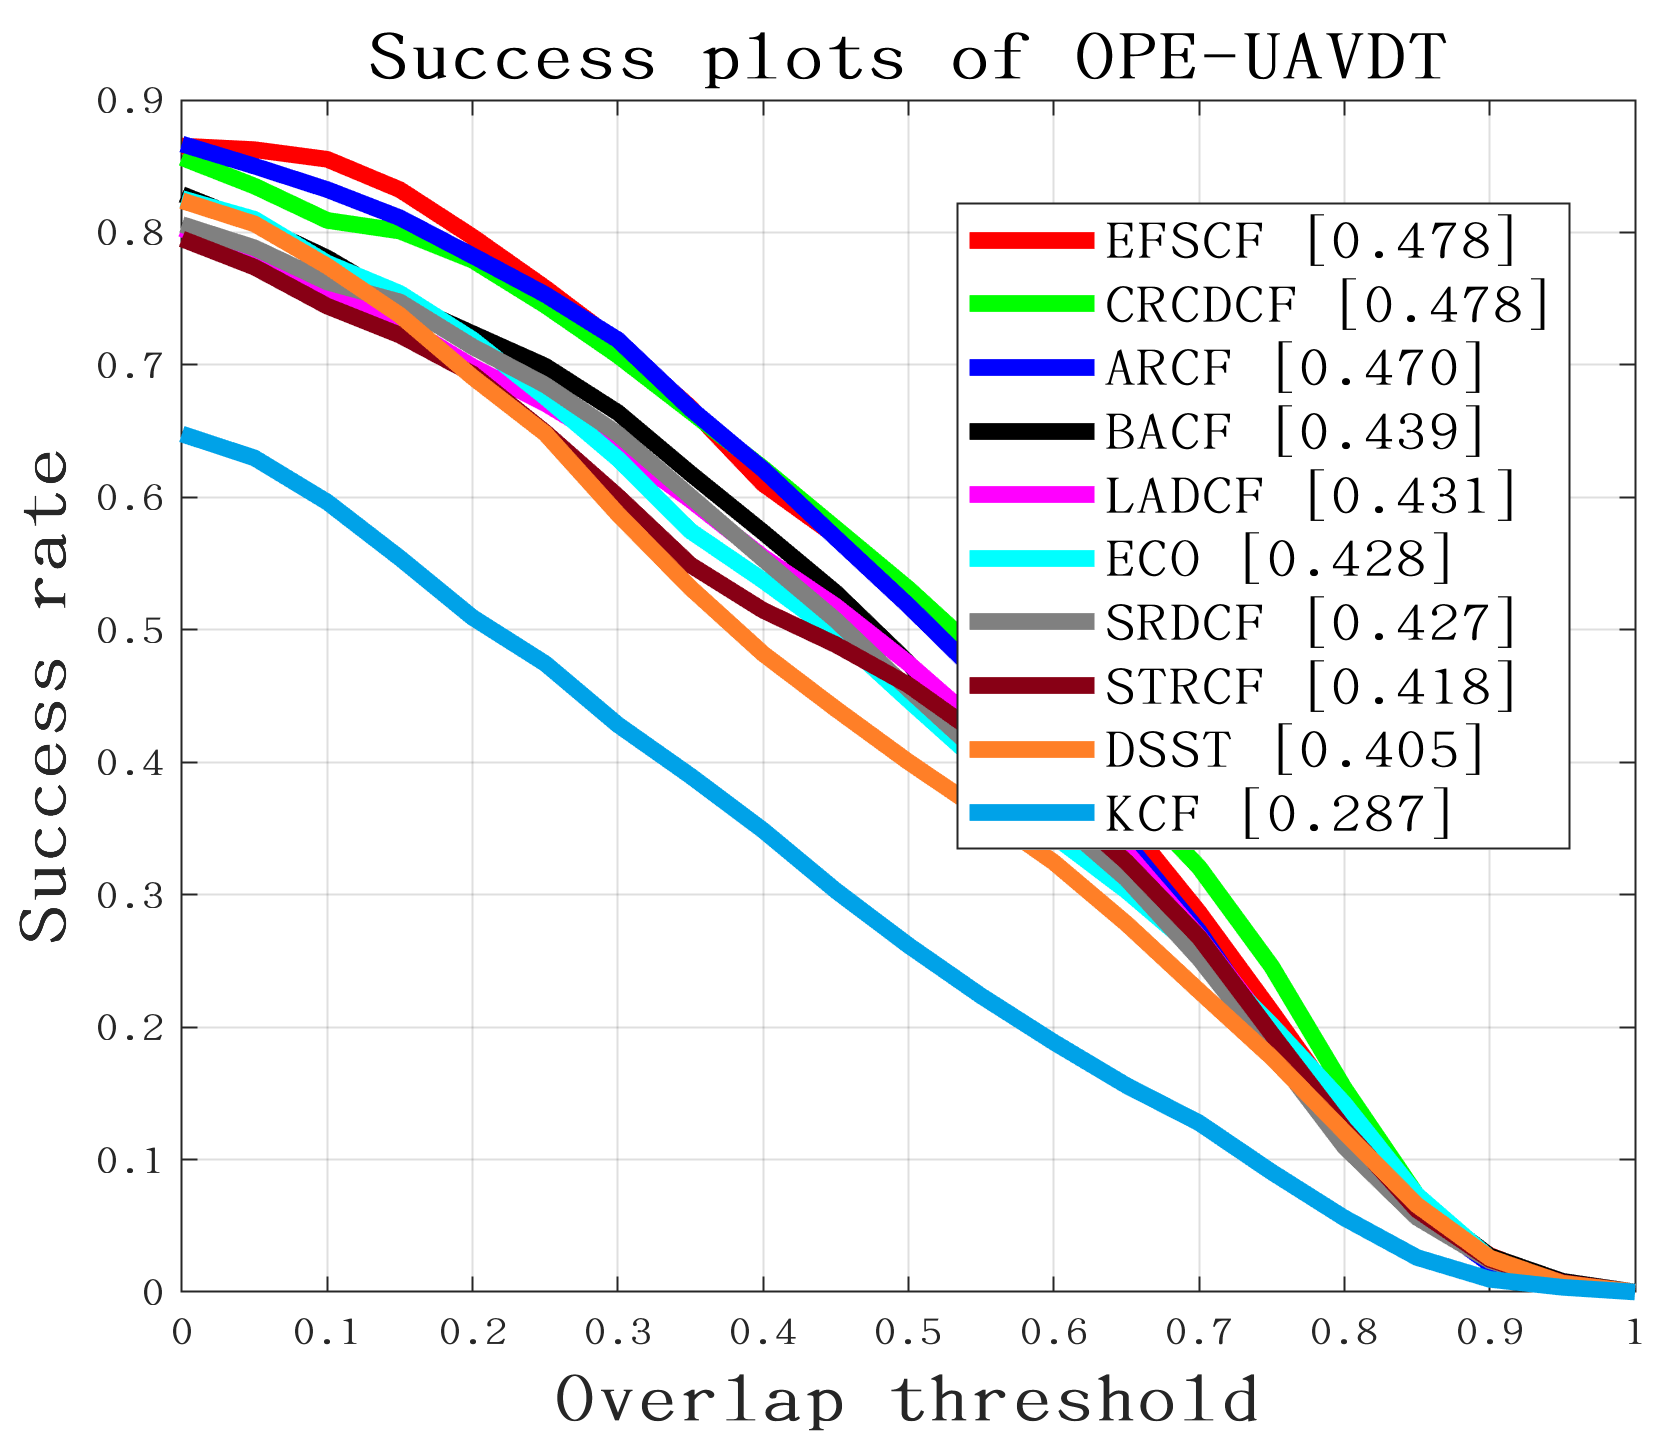 Success plots of OPE-UAVDT
0.9
0.8
0.7
0.6
0.5
0.4
0.3
0.2
0.1
0
Success rate
EFSCF [0.478]
CRCDCF [0.478]
ARCF [0.470]
BACF [0.439]
LADCF [0.431]
ECO [0.428]
SRDCF [0.427]
STRCF [0.418]
DSST [0.405]
KCF [0.287]
0 0.1 0.2 0.3 0.4 0.5 0.6 0.7 0.8 0.9 1
Overlap threshold